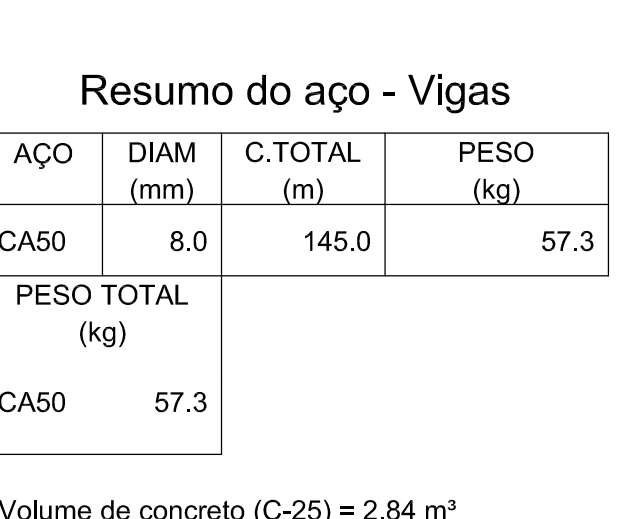 Resumo do aço - Vigas
AÇO DIAM C.TOTAL PESO
(mm) (m) (kg)
CA50 8.0 145.0 57.3
PESO TOTAL
(kg)
CA50 57.3
Volume de concreto (C-25) = 2.84 m³